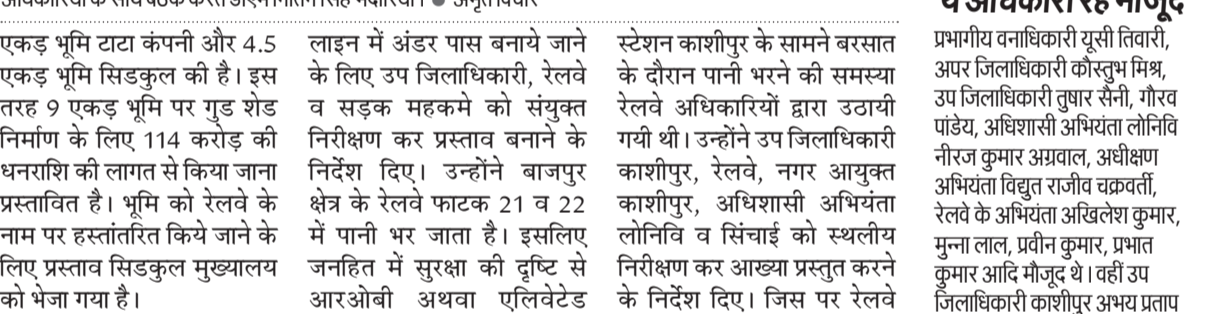 एकड़ भूमि टाटा कंपनी और 4.5
एकड़ भूमि सिडकुल की है। इस
तरह 9 एकड़ भूमि पर गुड शेड
निर्माण के लिए 114 करोड़ की
धनराशि की लागत से किया जाना
प्रस्तावित है। भूमि को रेलवे के
नाम पर हस्तांतरित किये जाने के
लिए प्रस्ताव सिडकुल मुख्यालय
को भेजा गया है।
लाइन में अंडर पास बनाये जाने
के लिए उप जिलाधिकारी, रेलवे
व सड़क महकमे को संयुक्त
निरीक्षण कर प्रस्ताव बनाने के
निर्देश दिए। उन्होंने बाजपुर
क्षेत्र के रेलवे फाटक 21 व 22
में पानी भर जाता है। इसलिए
जनहित में सुरक्षा की दृष्टि से
आरओबी अथवा एलिवेटेड
स्टेशन काशीपुर के सामने बरसात
के दौरान पानी भरने की समस्या
रेलवे अधिकारियों द्वारा उठायी
गयी थी। उन्होंने उप जिलाधिकारी
काशीपुर, रेलवे, नगर आयुक्त
काशीपुर, अधिशासी अभियंता
लोनिवि व सिंचाई को स्थलीय
निरीक्षण कर आख्या प्रस्तुत करने
के निर्देश दिए। जिस पर रेलवे
प्रभागीय वनाधिकारी यूसी तिवारी,
अपर जिलाधिकारी कौस्तुभ मिश्र,
उप जिलाधिकारी तुषार सैनी, गौरव
पांडेय, अधिशासी अभियंता लोनिवि
नीरज कुमार अग्रवाल, अधीक्षण
अभियंता विद्युत राजीव चक्रवर्ती,
रेलवे के अभियंता अखिलेश कुमार,
मुन्ना लाल, प्रवीन कुमार, प्रभात
कुमार आदि मौजूद थे। वहीं उप
जिलाधिकारी काशीपुर अभय प्रताप